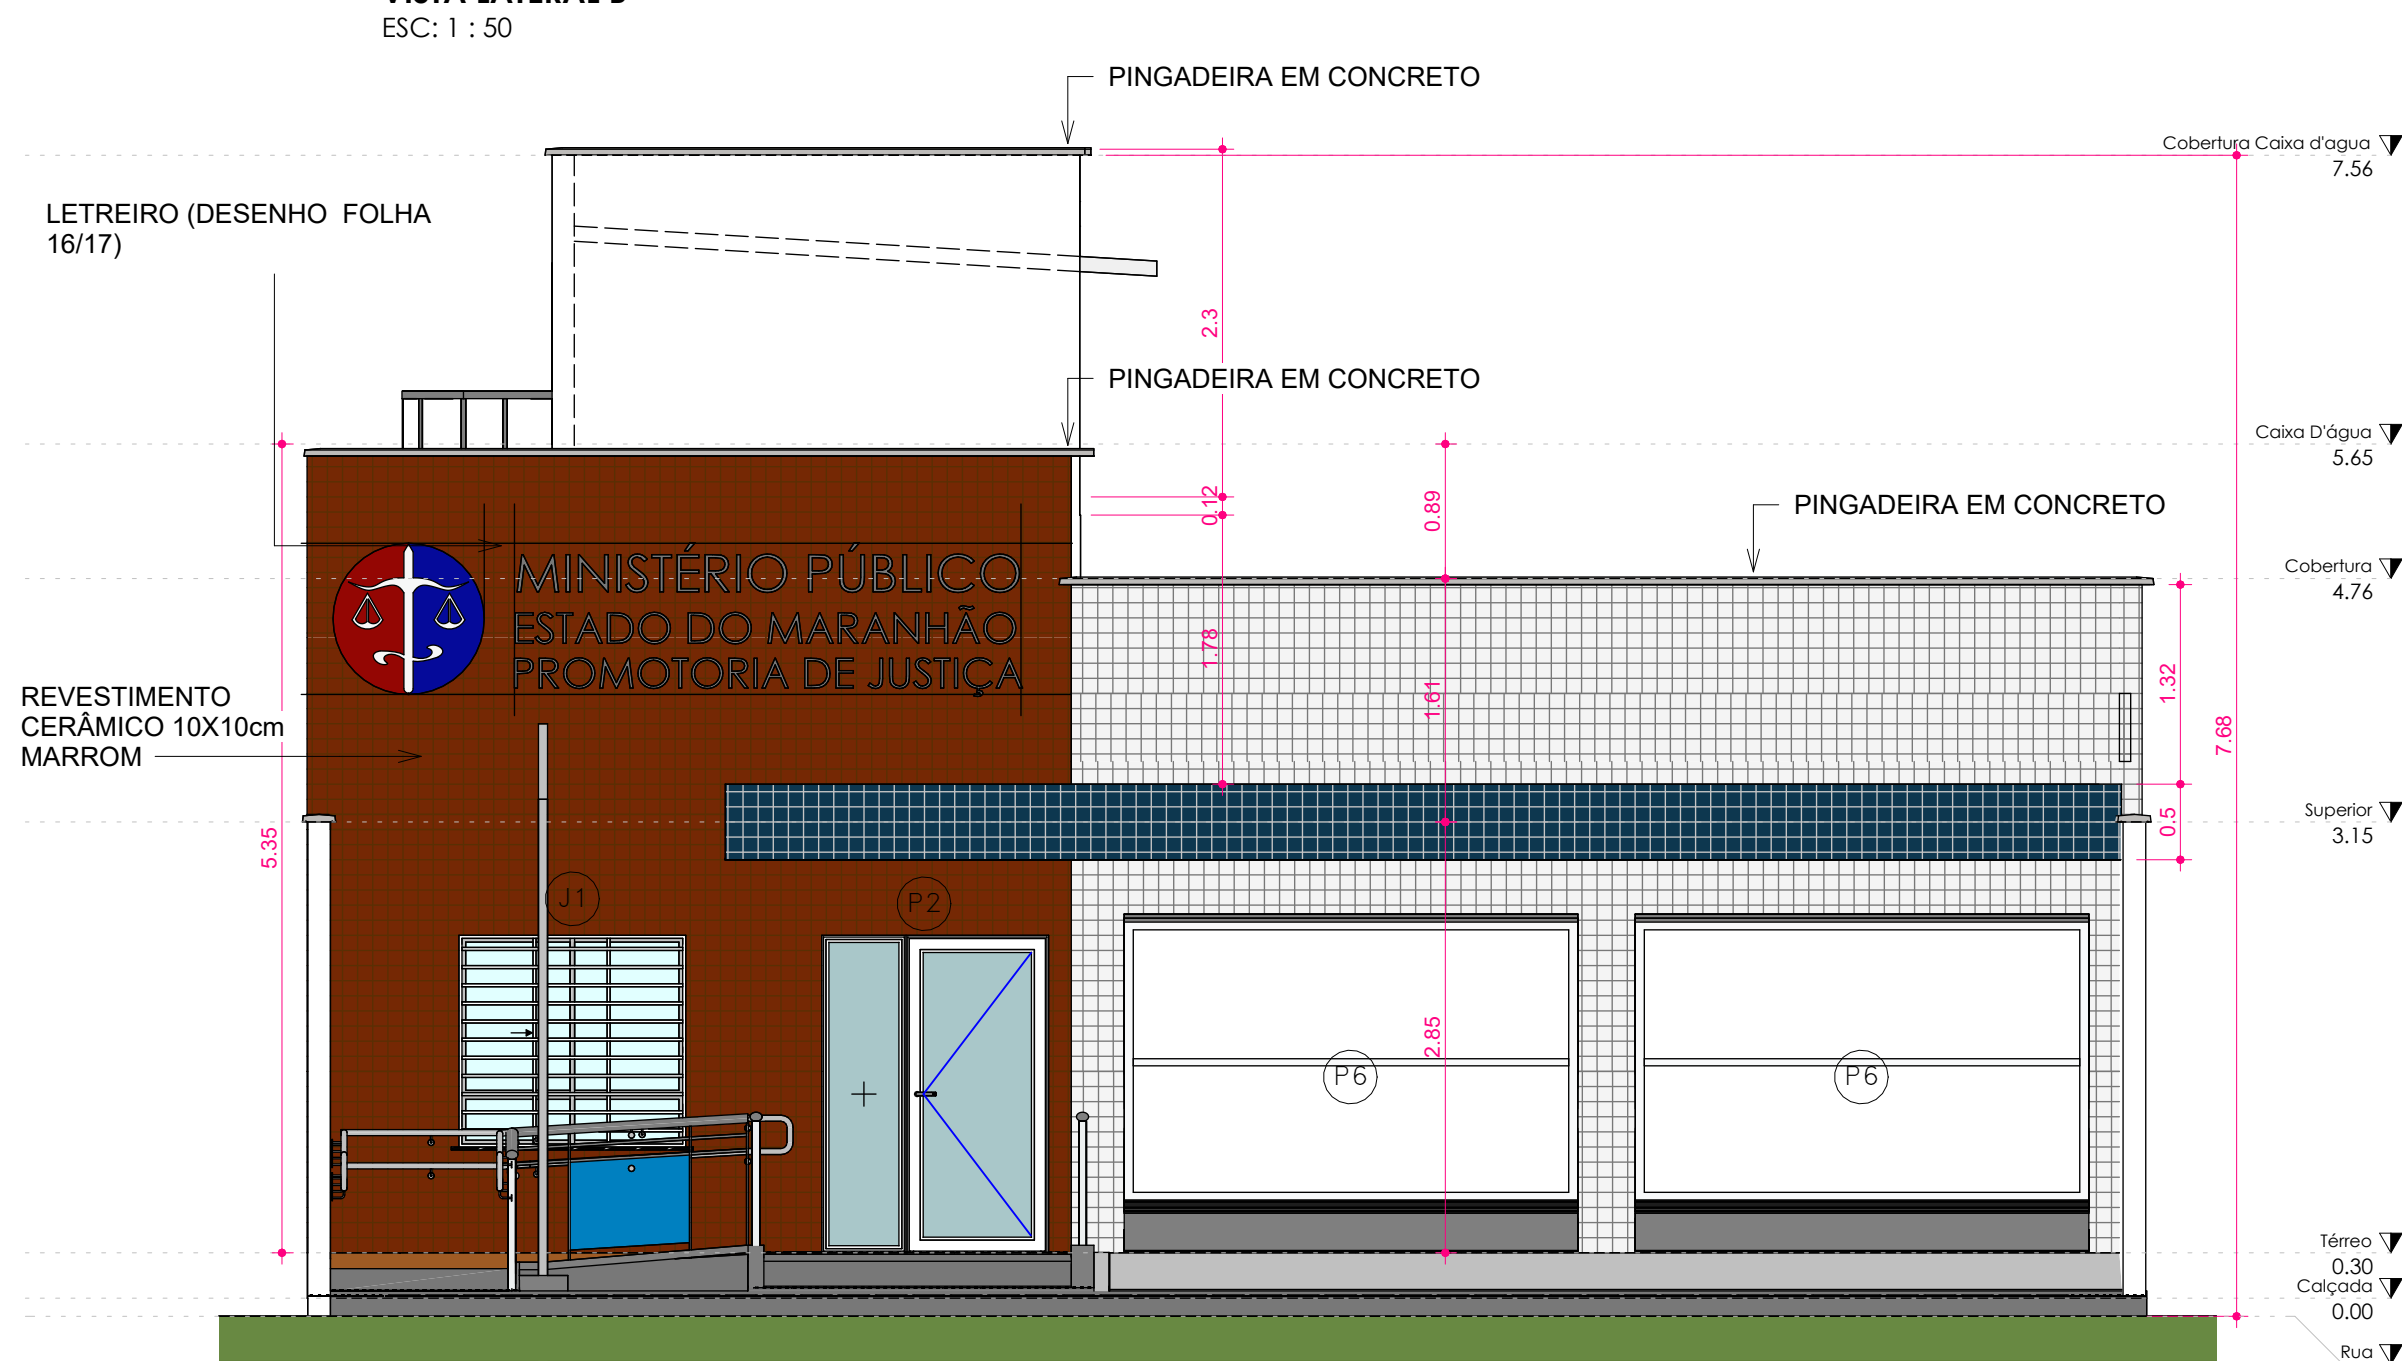 ESC: 1 : 50
PINGADEIRA EM CONCRETO
Cobertura Caixa d'agua
7.56
LETREIRO (DESENHO FOLHA
16/17)
2.3
PINGADEIRA EM CONCRETO
Caixa D'água
5.65
0.12
0.89
PINGADEIRA EM CONCRETO
MINISTÉRIO PÚBLICO
ESTADO DO MARANHÃO
PROMOTORIA DE JUSTIÇA
Cobertura
4.76
1.78
1.61
1.32
7.68
REVESTIMENTO
CERÂMICO 10X10cm
MARROM
5.35
0.5
Superior
3.15
J1
P2
2.85
P6
P6
Térreo
0.30
Calçada
0.00
Rua